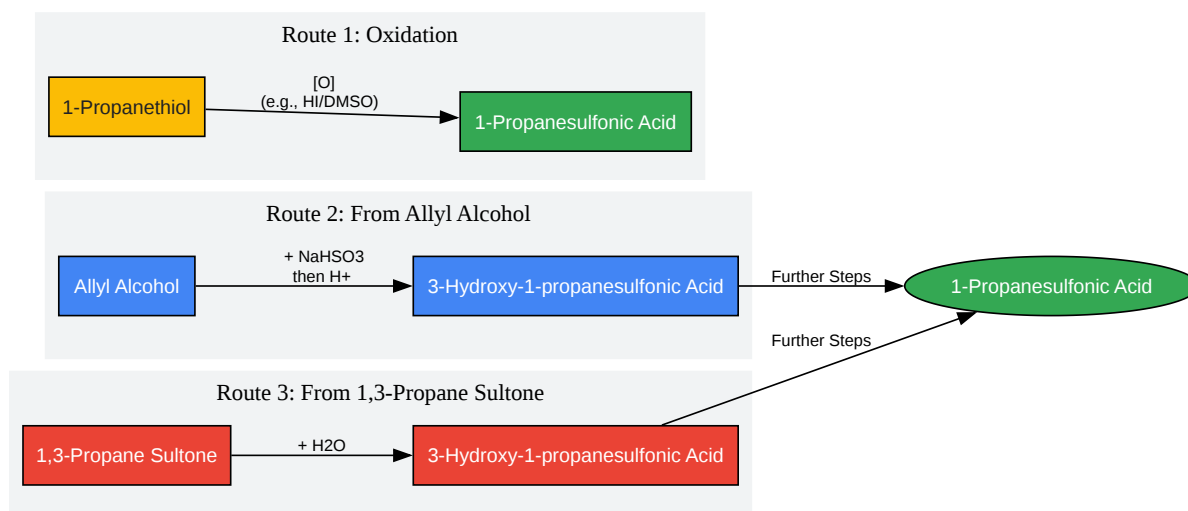 Route 1: Oxidation
1-Propanethiol
[O]
(e.g., HI/DMSO)
1-Propanesulfonic Acid
Route 2: From Allyl Alcohol
Allyl Alcohol
+ NaHSO3
then H+
3-Hydroxy-1-propanesulfonic Acid
Further Steps
1-Propanesulfonic Acid
Further Steps
Route 3: From 1,3-Propane Sultone
1,3-Propane Sultone
+ H2O
3-Hydroxy-1-propanesulfonic Acid